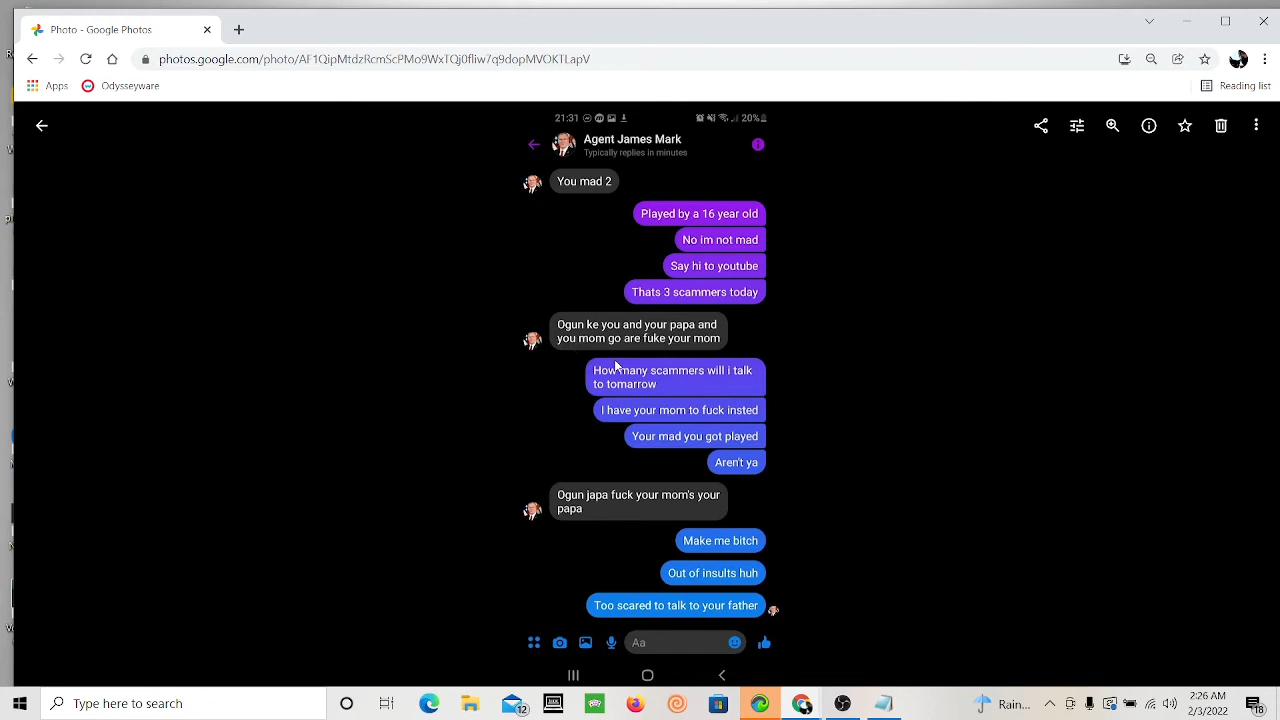 Photo - Google Photos
photos.google.com/photo/AF1QipMtdzRcmScPMo9WxTQj0fliw7q9dopMVOKTLapV
Apps
Odysseyware
Reading list
21:31
20%
Agent James Mark
Typically replies in minutes
You mad 2
Played by a 16 year old
No im not mad
Say hi to youtube
Thats 3 scammers today
Ogun ke you and your papa and
you mom go are fuke your mom
How many scammers will i talk
to tomarrow
I have your mom to fuck insted
Your mad you got played
Aren't ya
Ogun japa fuck your mom's your
papa
Make me bitch
Out of insults huh
Too scared to talk to your father
Aa
Type here to search
12
Rain...
2:26 AM
2/3/2022
18